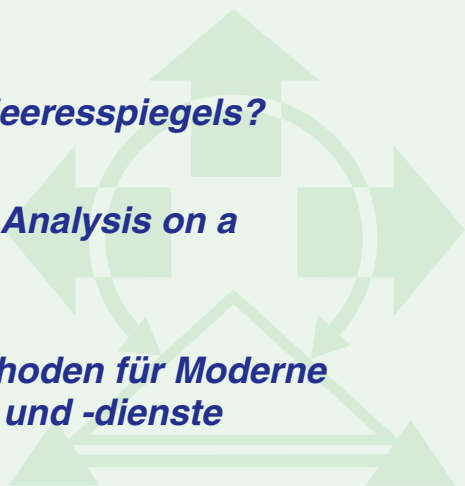 eeresspiegels?
Analysis on a
hoden für Moderne
und -dienste